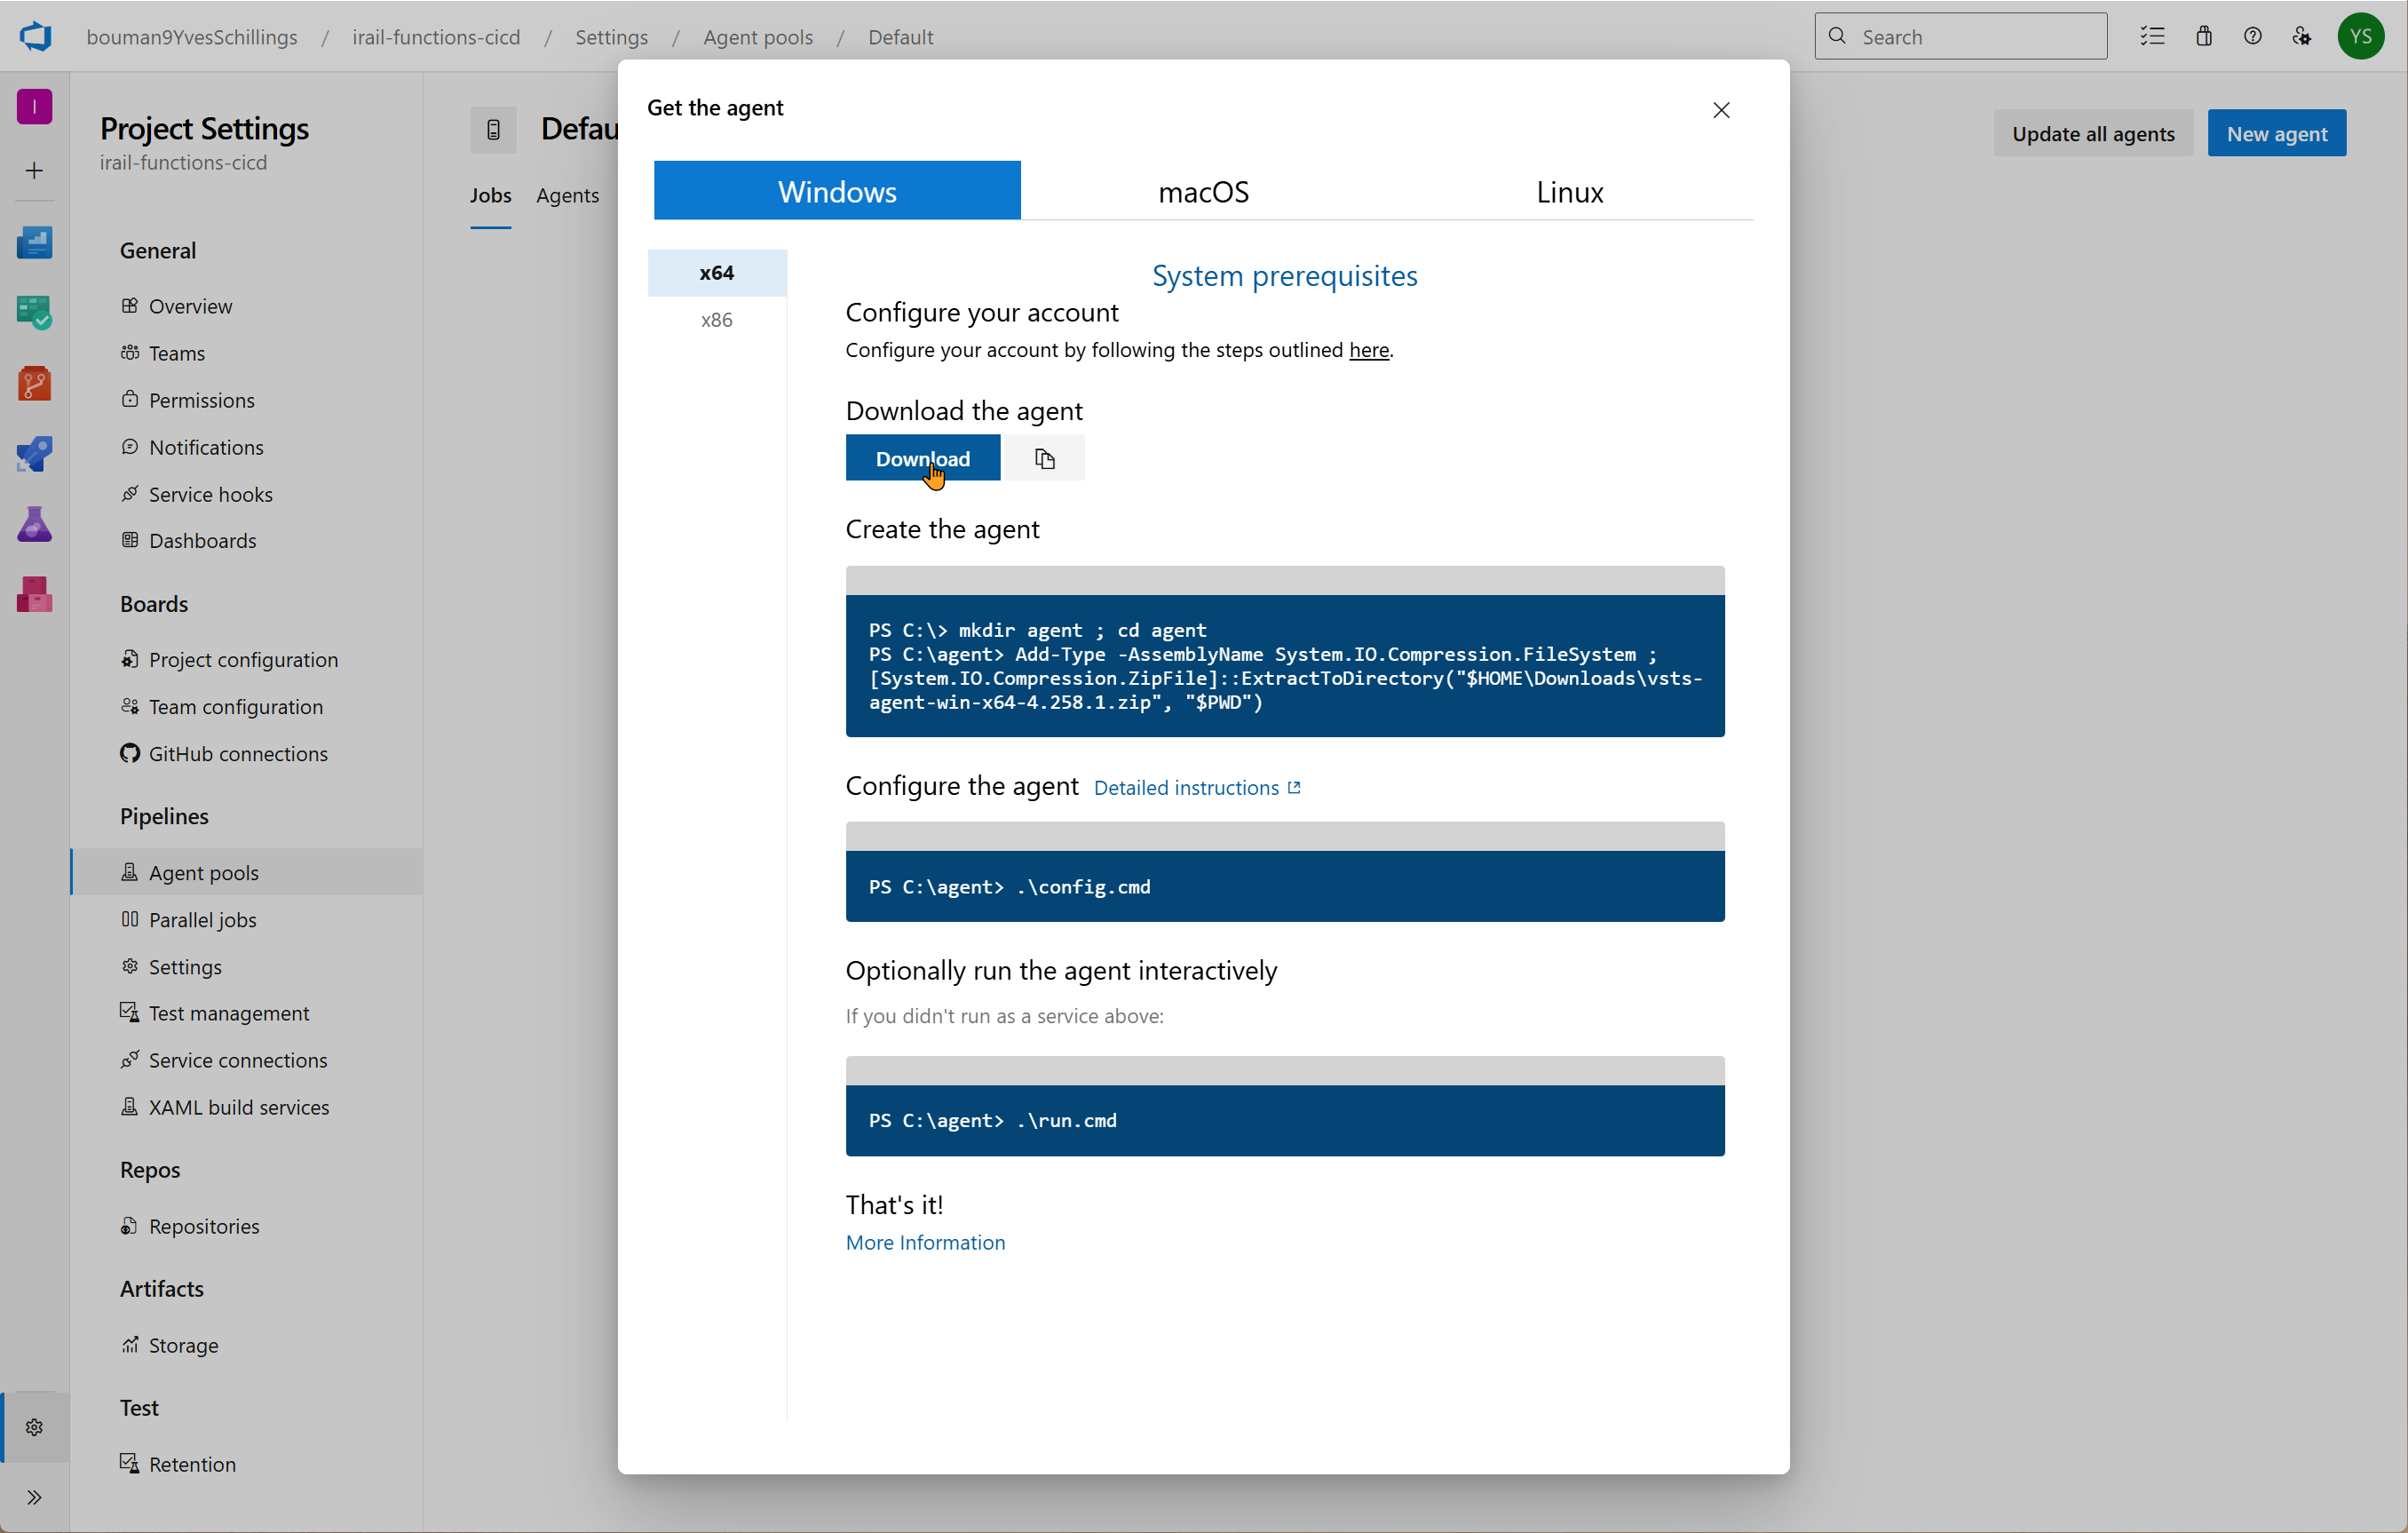 bouman9YvesSchillings / irail-functions-cicd / Settings / Agent pools / Default
Search
YS
I
Project Settings
irail-functions-cicd
General
Overview
Teams
Permissions
Notifications
Service hooks
Dashboards
Boards
Project configuration
Team configuration
GitHub connections
Pipelines
Agent pools
Parallel jobs
Settings
Test management
Service connections
XAML build services
Repos
Repositories
Artifacts
Storage
Test
Retention
Defau
Jobs Agents
Update all agents
New agent
Get the agent
Windows macOS Linux
x64
x86
System prerequisites
Configure your account
Configure your account by following the steps outlined here.
Download the agent
Download
Create the agent
PS C:\> mkdir agent ; cd agent
PS C:\agent> Add-Type -AssemblyName System.IO.Compression.FileSystem ;
[System.IO.Compression.ZipFile]::ExtractToDirectory("$HOME\Downloads\vsts-
agent-win-x64-4.258.1.zip", "$PWD")
Configure the agent Detailed instructions
PS C:\agent> .\config.cmd
Optionally run the agent interactively
If you didn't run as a service above:
PS C:\agent> .\run.cmd
That's it!
More Information